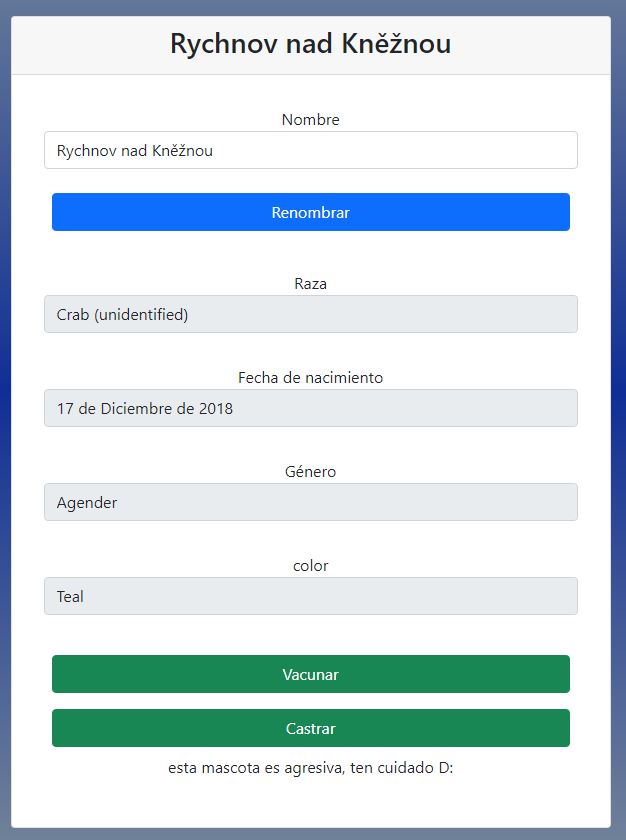 Rychnov nad Kněžnou
Nombre
Rychnov nad Kněžnou
Renombrar
Raza
Crab (unidentified)
Fecha de nacimiento
17 de Diciembre de 2018
Género
Agender
color
Teal
Vacunar
Castrar
esta mascota es agresiva, ten cuidado D: